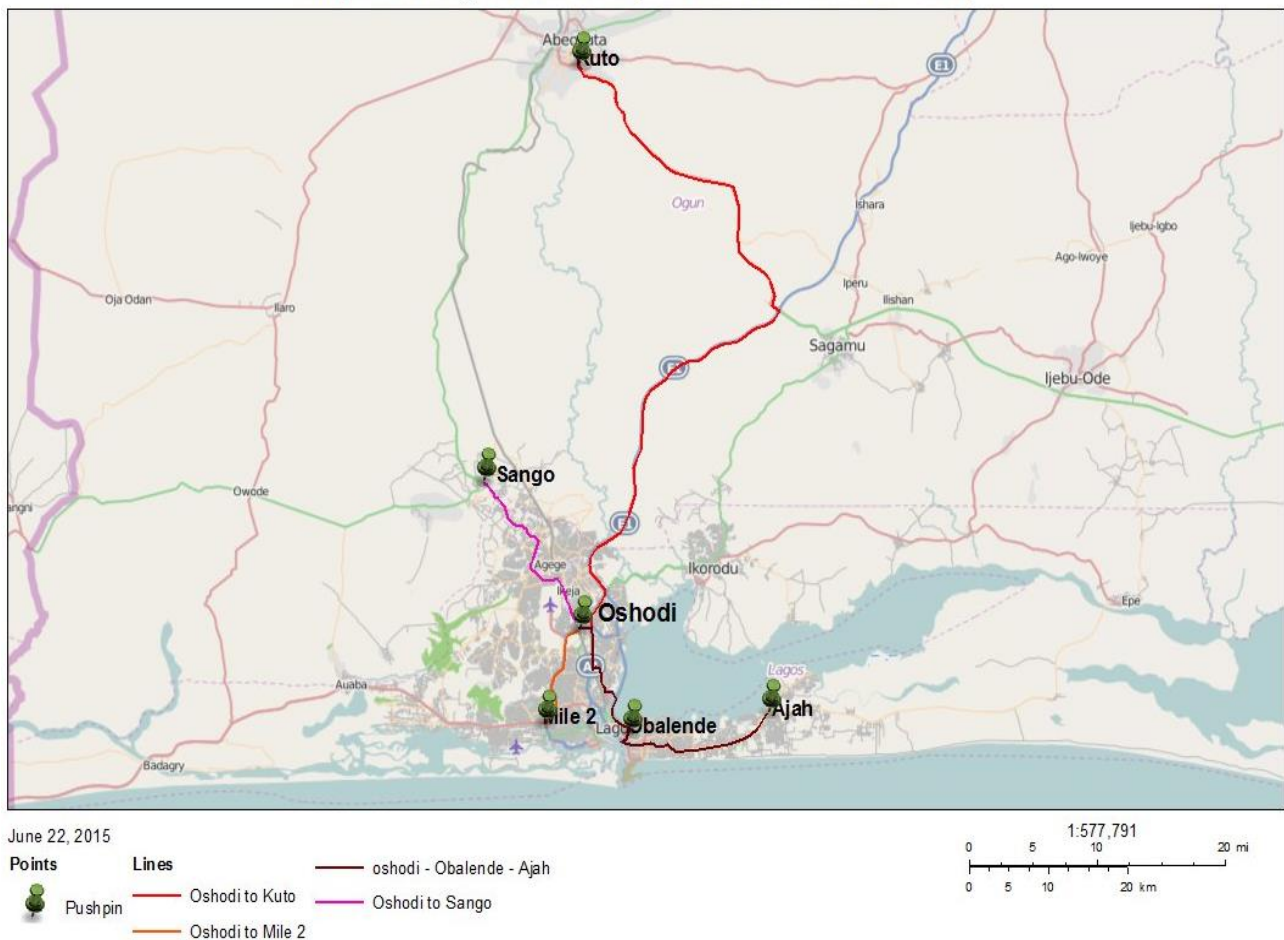 Abeokuta
Kuto
E1
Ogun
Ishara
Ijebu-Igbo
Ago-Iwoye
Iperu
Ilishan
Oja Odan
Ilaro
Sagamu
E1
Ijebu-Ode
Sango
Owode
E1
Agege
Ikorodu
Ikeja
Epe
Oshodi
Lagos
Auaba
Ajah
Mile 2
Lagos
Obalende
Badagry
June 22, 2015
Points
Pushpin
Lines
Oshodi to Kuto
Oshodi to Mile 2
oshodi - Obalende - Ajah
Oshodi to Sango
1:577,791
0 5 10 20 mi
0 5 10 20 km